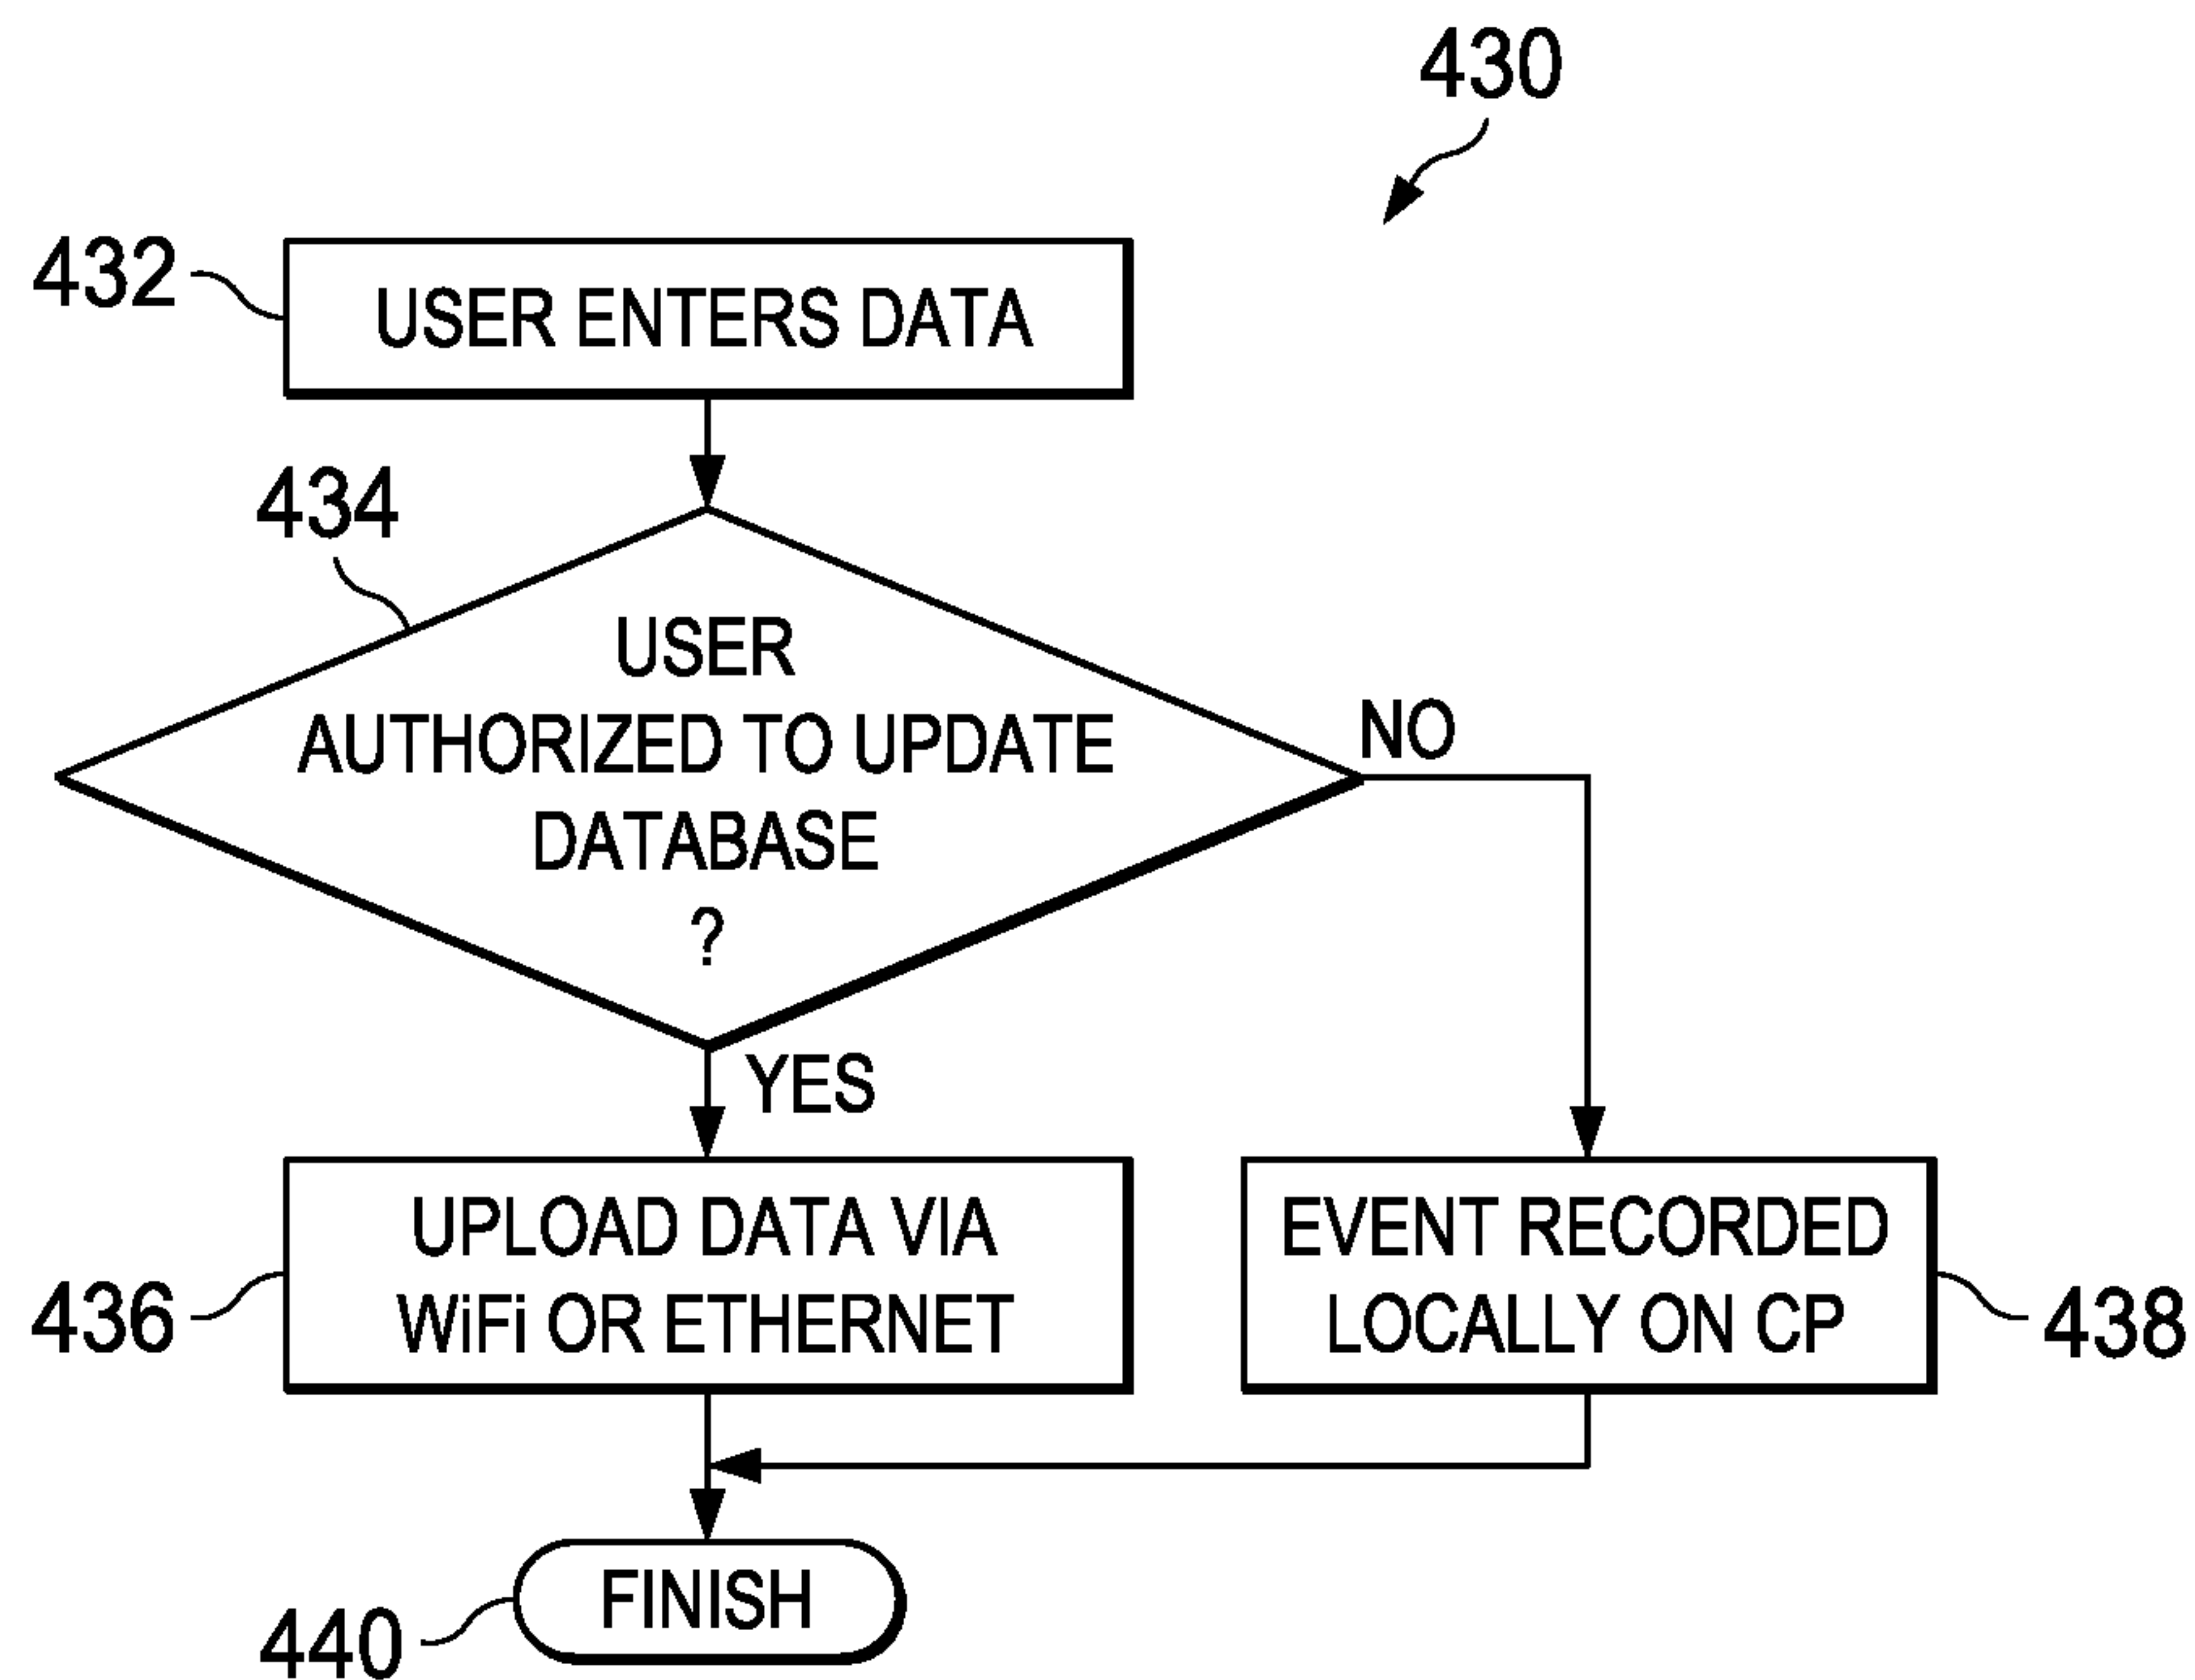 430
432
USER ENTERS DATA
434
USER
AUTHORIZED TO UPDATE
DATABASE
?
NO
YES
UPLOAD DATA VIA
WiFi OR ETHERNET
436
EVENT RECORDED
LOCALLY ON CP
438
FINISH
440